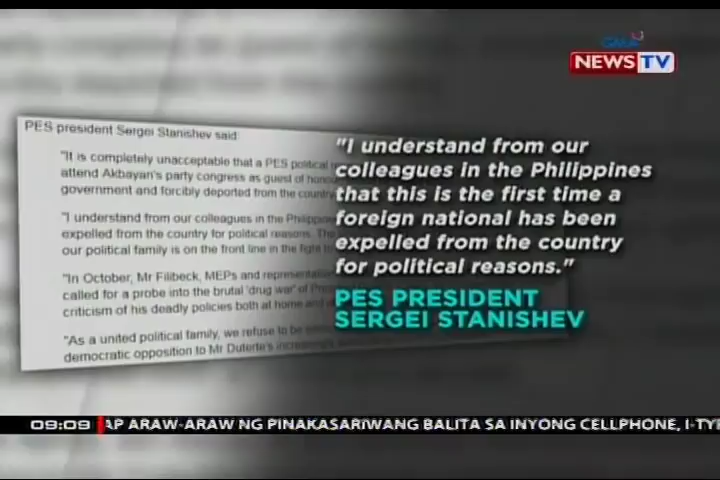 GMA
NEWS TV
PES president Sergei Stanishev said:
"It is completely unacceptable that a PES political
attend Akbayan's party congress as guest of honou
government and forcibly deported from the country
"I understand from our colleagues in the Philippine
expelled from the country for political reasons. The
our political family is on the front line in the fight
"In October, Mr Filibeck, MEPs and representati
called for a probe into the brutal 'drug war' of
criticism of his deadly policies both at home and
"As a united political family, we refuse to be
democratic opposition to Mr Duterte's increasingly
"I understand from our
colleagues in the Philippines
that this is the first time a
foreign national has been
expelled from the country
for political reasons."
PES PRESIDENT
SERGEI STANISHEV
09:09 AP ARAW-ARAW NG PINAKASARIWANG BALITA SA INYONG CELLPHONE, I-TYP